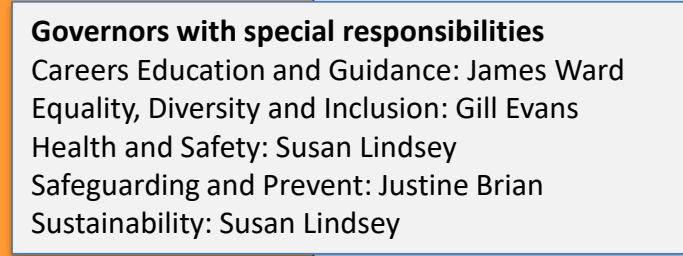 Governors with special responsibilities
Careers Education and Guidance: James Ward
Equality, Diversity and Inclusion: Gill Evans
Health and Safety: Susan Lindsey
Safeguarding and Prevent: Justine Brian
Sustainability: Susan Lindsey